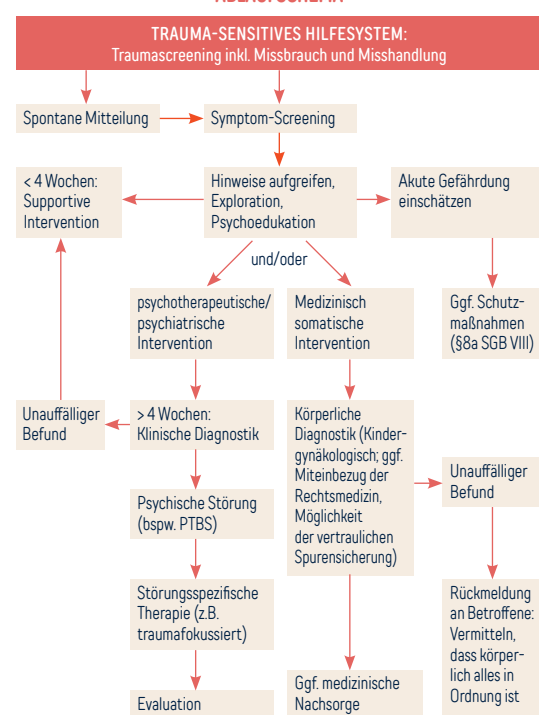 TRAUMA-SENSITIVES HILFESYSTEM:
Traumascreening inkl. Missbrauch und Misshandlung
Spontane Mitteilung
Symptom-Screening
< 4 Wochen:
Supportive
Intervention
Hinweise aufgreifen,
Exploration,
Psychoedukation
Akute Gefährdung
einschätzen
und/oder
psychotherapeutische/
psychiatrische
Intervention
Medizinisch
somatische
Intervention
Ggf. Schutz-
maßnahmen
(§8a SGB VIII)
Unauffälliger
Befund
> 4 Wochen:
Klinische Diagnostik
Körperliche
Diagnostik (Kinder-
gynäkologisch; ggf.
Miteinbezug der
Rechtsmedizin,
Möglichkeit
der vertraulichen
Spurensicherung)
Unauffälliger
Befund
Psychische Störung
(bspw. PTBS)
Störungsspezifische
Therapie (z.B.
traumafokussiert)
Rückmeldung
an Betroffene:
Vermitteln,
dass körper-
lich alles in
Ordnung ist
Evaluation
Ggf. medizinische
Nachsorge